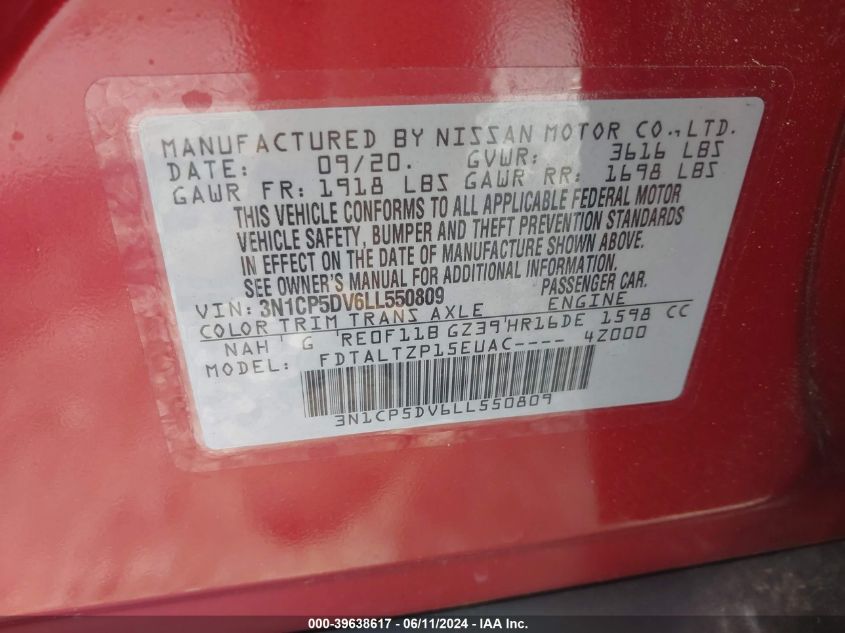 MANUFACTURED BY NISSAN MOTOR CO.,LTD.
DATE: 09/20. GVWR: 3616 LBS
GAWR FR: 1918 LBS GAWR RR: 1698 LBS
THIS VEHICLE CONFORMS TO ALL APPLICABLE FEDERAL MOTOR
VEHICLE SAFETY, BUMPER AND THEFT PREVENTION STANDARDS
IN EFFECT ON THE DATE OF MANUFACTURE SHOWN ABOVE.
SEE OWNER'S MANUAL FOR ADDITIONAL INFORMATION.
VIN: 3N1CP5DV6LL550809 PASSENGER CAR.
COLOR TRIM TRANS AXLE ENGINE
NAH G RE0F11B GZ39 HR16DE 1598 CC
MODEL: FDTALTZP15EUAC---- 4Z000
3N1CP5DV6LL550809
000-39638617 - 06/11/2024 - IAA Inc.